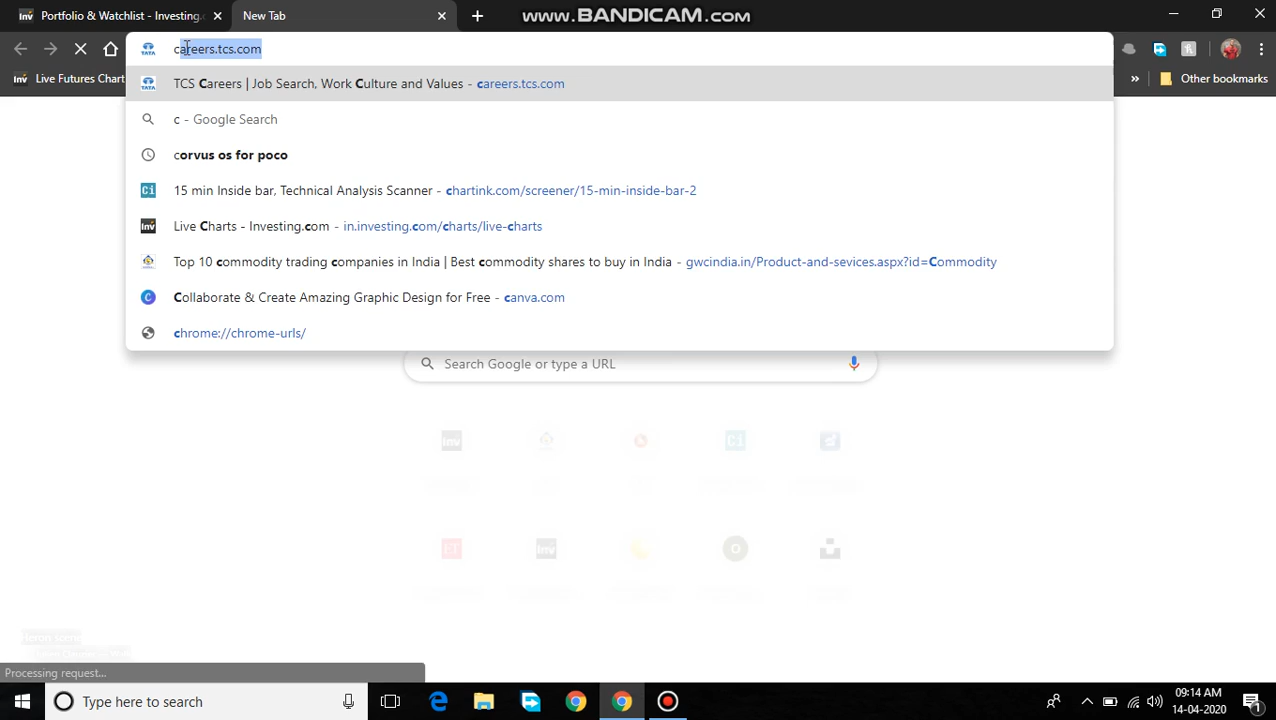 Portfolio & Watchlist - Investing.
New Tab
www.BANDICAM.com
careers.tcs.com
Live Futures Chart
Other bookmarks
TCS Careers | Job Search, Work Culture and Values - careers.tcs.com
c - Google Search
corvus os for poco
15 min Inside bar, Technical Analysis Scanner - chartink.com/screener/15-min-inside-bar-2
Live Charts - Investing.com - in.investing.com/charts/live-charts
Top 10 commodity trading companies in India | Best commodity shares to buy in India - gwcindia.in/Product-and-sevices.aspx?id=Commodity
Collaborate & Create Amazing Graphic Design for Free - canva.com
chrome://chrome-urls/
Search Google or type a URL
Heron scene
Processing request...
Type here to search
09:14 AM
14-04-2020